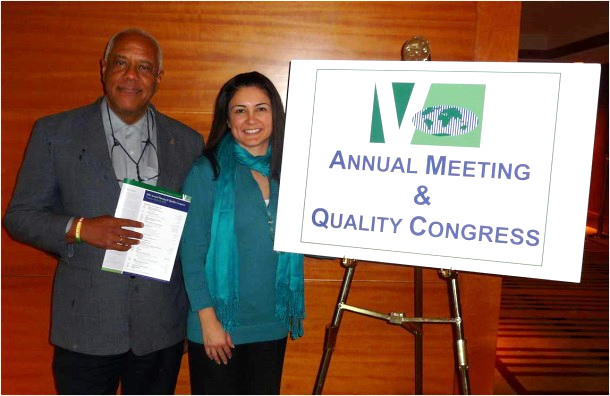 V
ANNUAL MEETING
&
QUALITY CONGRESS